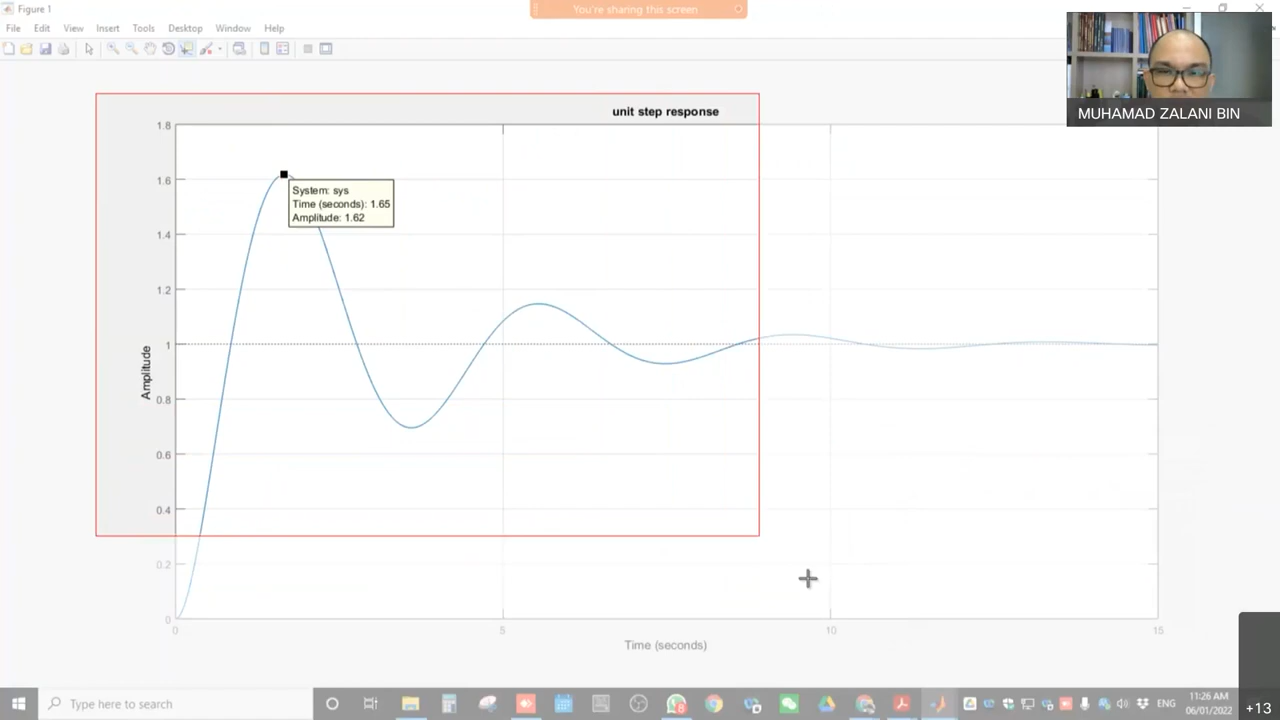 Figure 1
You're sharing this screen
File Edit View Insert Tools Desktop Window Help
MUHAMAD ZALANI BIN
unit step response
1.8
1.6
1.4
1.2
1
0.8
0.6
0.4
0.2
0
Amplitude
System: sys
Time (seconds): 1.65
Amplitude: 1.62
0 5 10 15
Time (seconds)
Type here to search
ENG
11:26 AM
06/01/2022
+13